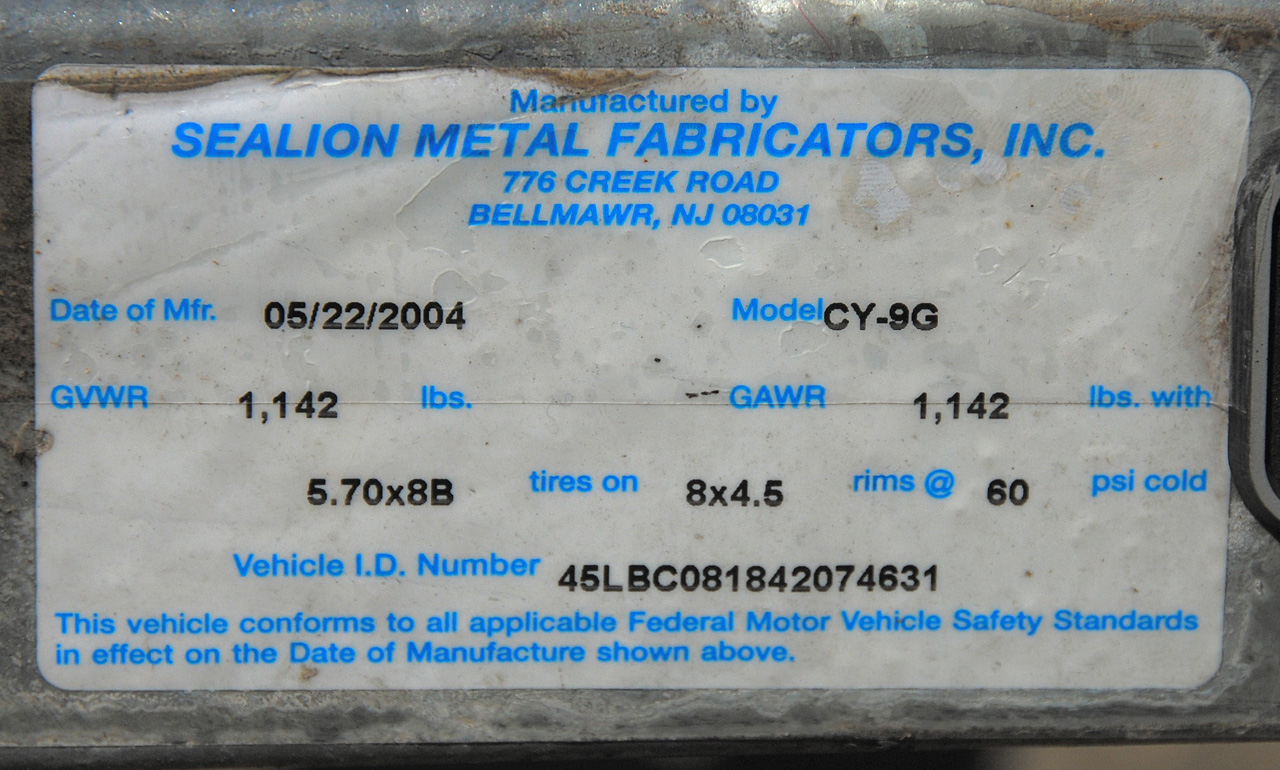 Manufactured by
SEALION METAL FABRICATORS, INC.
776 CREEK ROAD
BELLMAWR, NJ 08031
Date of Mfr. 05/22/2004 Model CY-9G
GVWR 1,142 lbs. GAWR 1,142 lbs. with
5.70x8B tires on 8x4.5 rims @ 60 psi cold
Vehicle I.D. Number 45LBC081842074631
This vehicle conforms to all applicable Federal Motor Vehicle Safety Standards
in effect on the Date of Manufacture shown above.